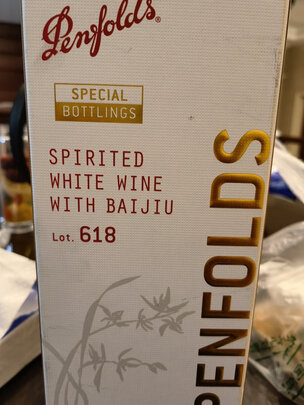 Penfolds®
SPECIAL
BOTTLINGS
SPIRITED
WHITE WINE
WITH BAIJIU
Lot. 618
PENFOLDS